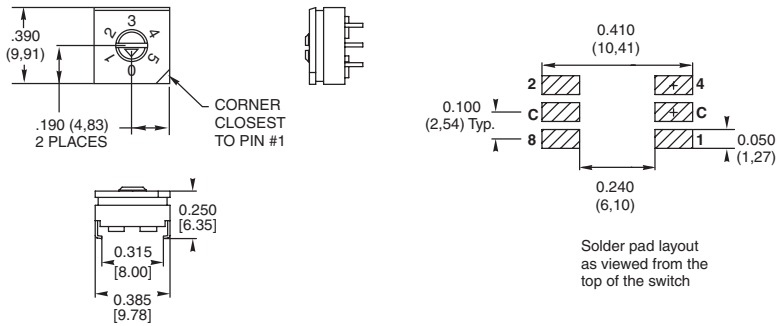 .390
(9,91)
3
2
4
1
5
0
.190 (4,83)
2 PLACES
CORNER
CLOSEST
TO PIN #1
0.250
[6.35]
0.315
[8.00]
0.385
[9.78]
0.410
(10,41)
2
4
0.100
(2,54) Typ.
C
C
8
1
0.050
(1,27)
0.240
(6,10)
Solder pad layout
as viewed from the
top of the switch